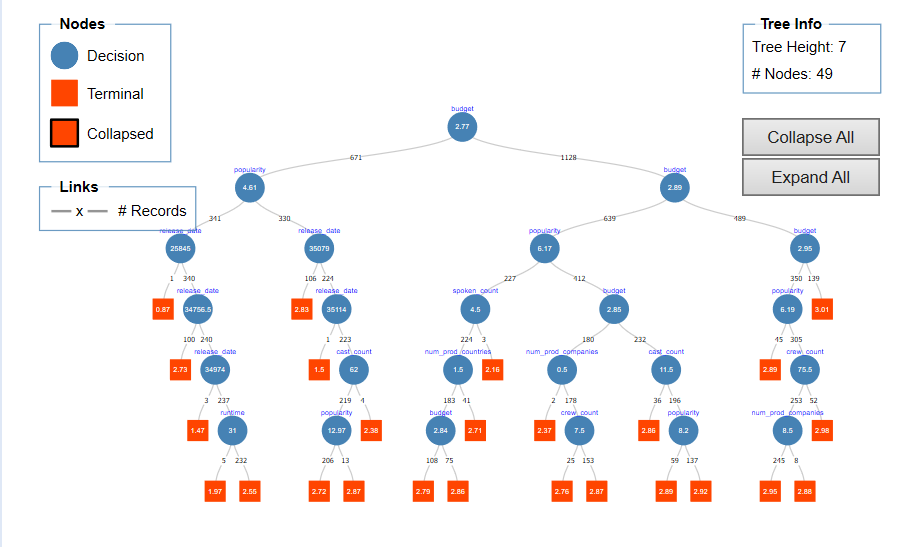 Nodes
Decision
Terminal
Collapsed
Links
x
# Records
Tree Info
Tree Height: 7
# Nodes: 49
Collapse All
Expand All
budget
2.77
671 1128
popularity budget
4.61 2.89
341 330 639 489
release_date release_date popularity budget
25845 35079 6.17 2.95
1 340 106 224 227 412 350 139
release_date release_date spoken_count budget popularity
0.87 34756.5 2.83 35114 4.5 2.85 6.19 3.01
100 240 1 223 224 3 180 232 45 305
release_date cast_count num_prod_countries num_prod_companies cast_count crew_count
2.73 34974 1.5 62 1.5 2.16 0.5 11.5 2.89 75.5
3 237 219 4 183 41 2 178 36 196 253 52
runtime popularity budget crew_count popularity num_prod_companies
1.47 31 12.97 2.38 2.84 2.71 2.37 7.5 2.86 8.2 8.5 2.98
5 232 206 13 108 75 25 153 59 137 245 8
1.97 2.55 2.72 2.87 2.79 2.86 2.76 2.87 2.89 2.92 2.95 2.88